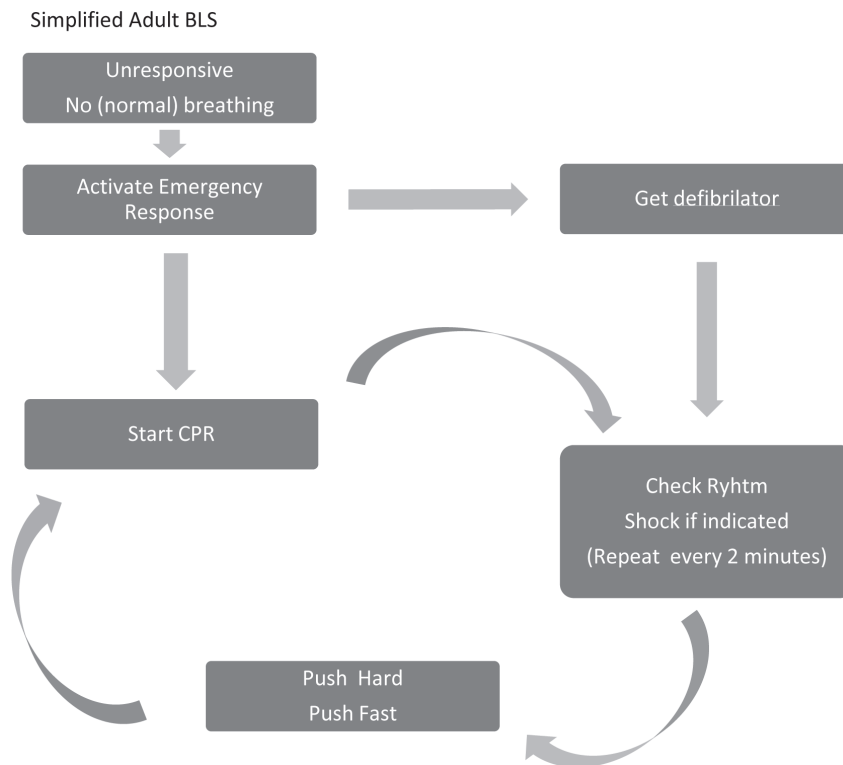 Simplified Adult BLS
Unresponsive
No (normal) breathing
Activate Emergency
Response
Get defibrilator
Start CPR
Check Ryhtm
Shock if indicated
(Repeat every 2 minutes)
Push Hard
Push Fast